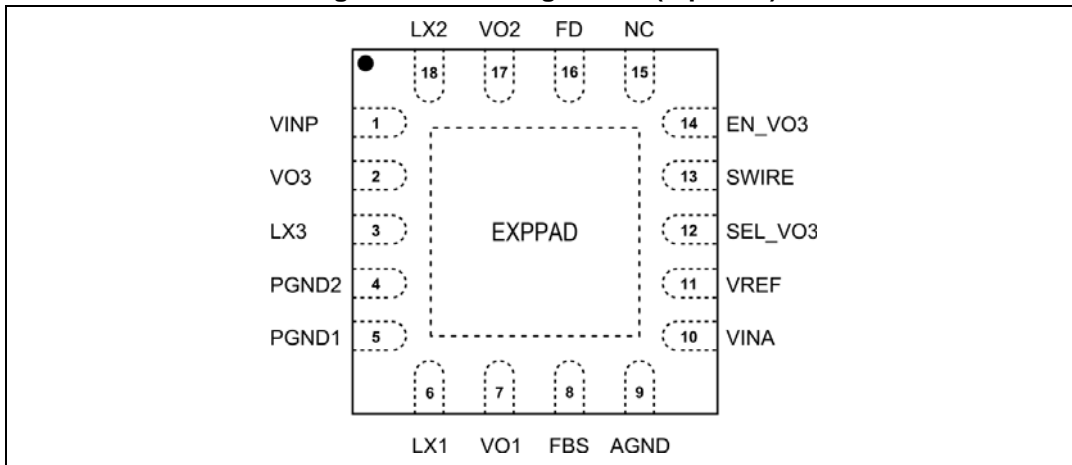 LX2 VO2 FD NC
18 17 16 15
VINP 1 14 EN_VO3
VO3 2 13 SWIRE
LX3 3 EXPPAD 12 SEL_VO3
PGND2 4 11 VREF
PGND1 5 10 VINA
6 7 8 9
LX1 VO1 FBS AGND